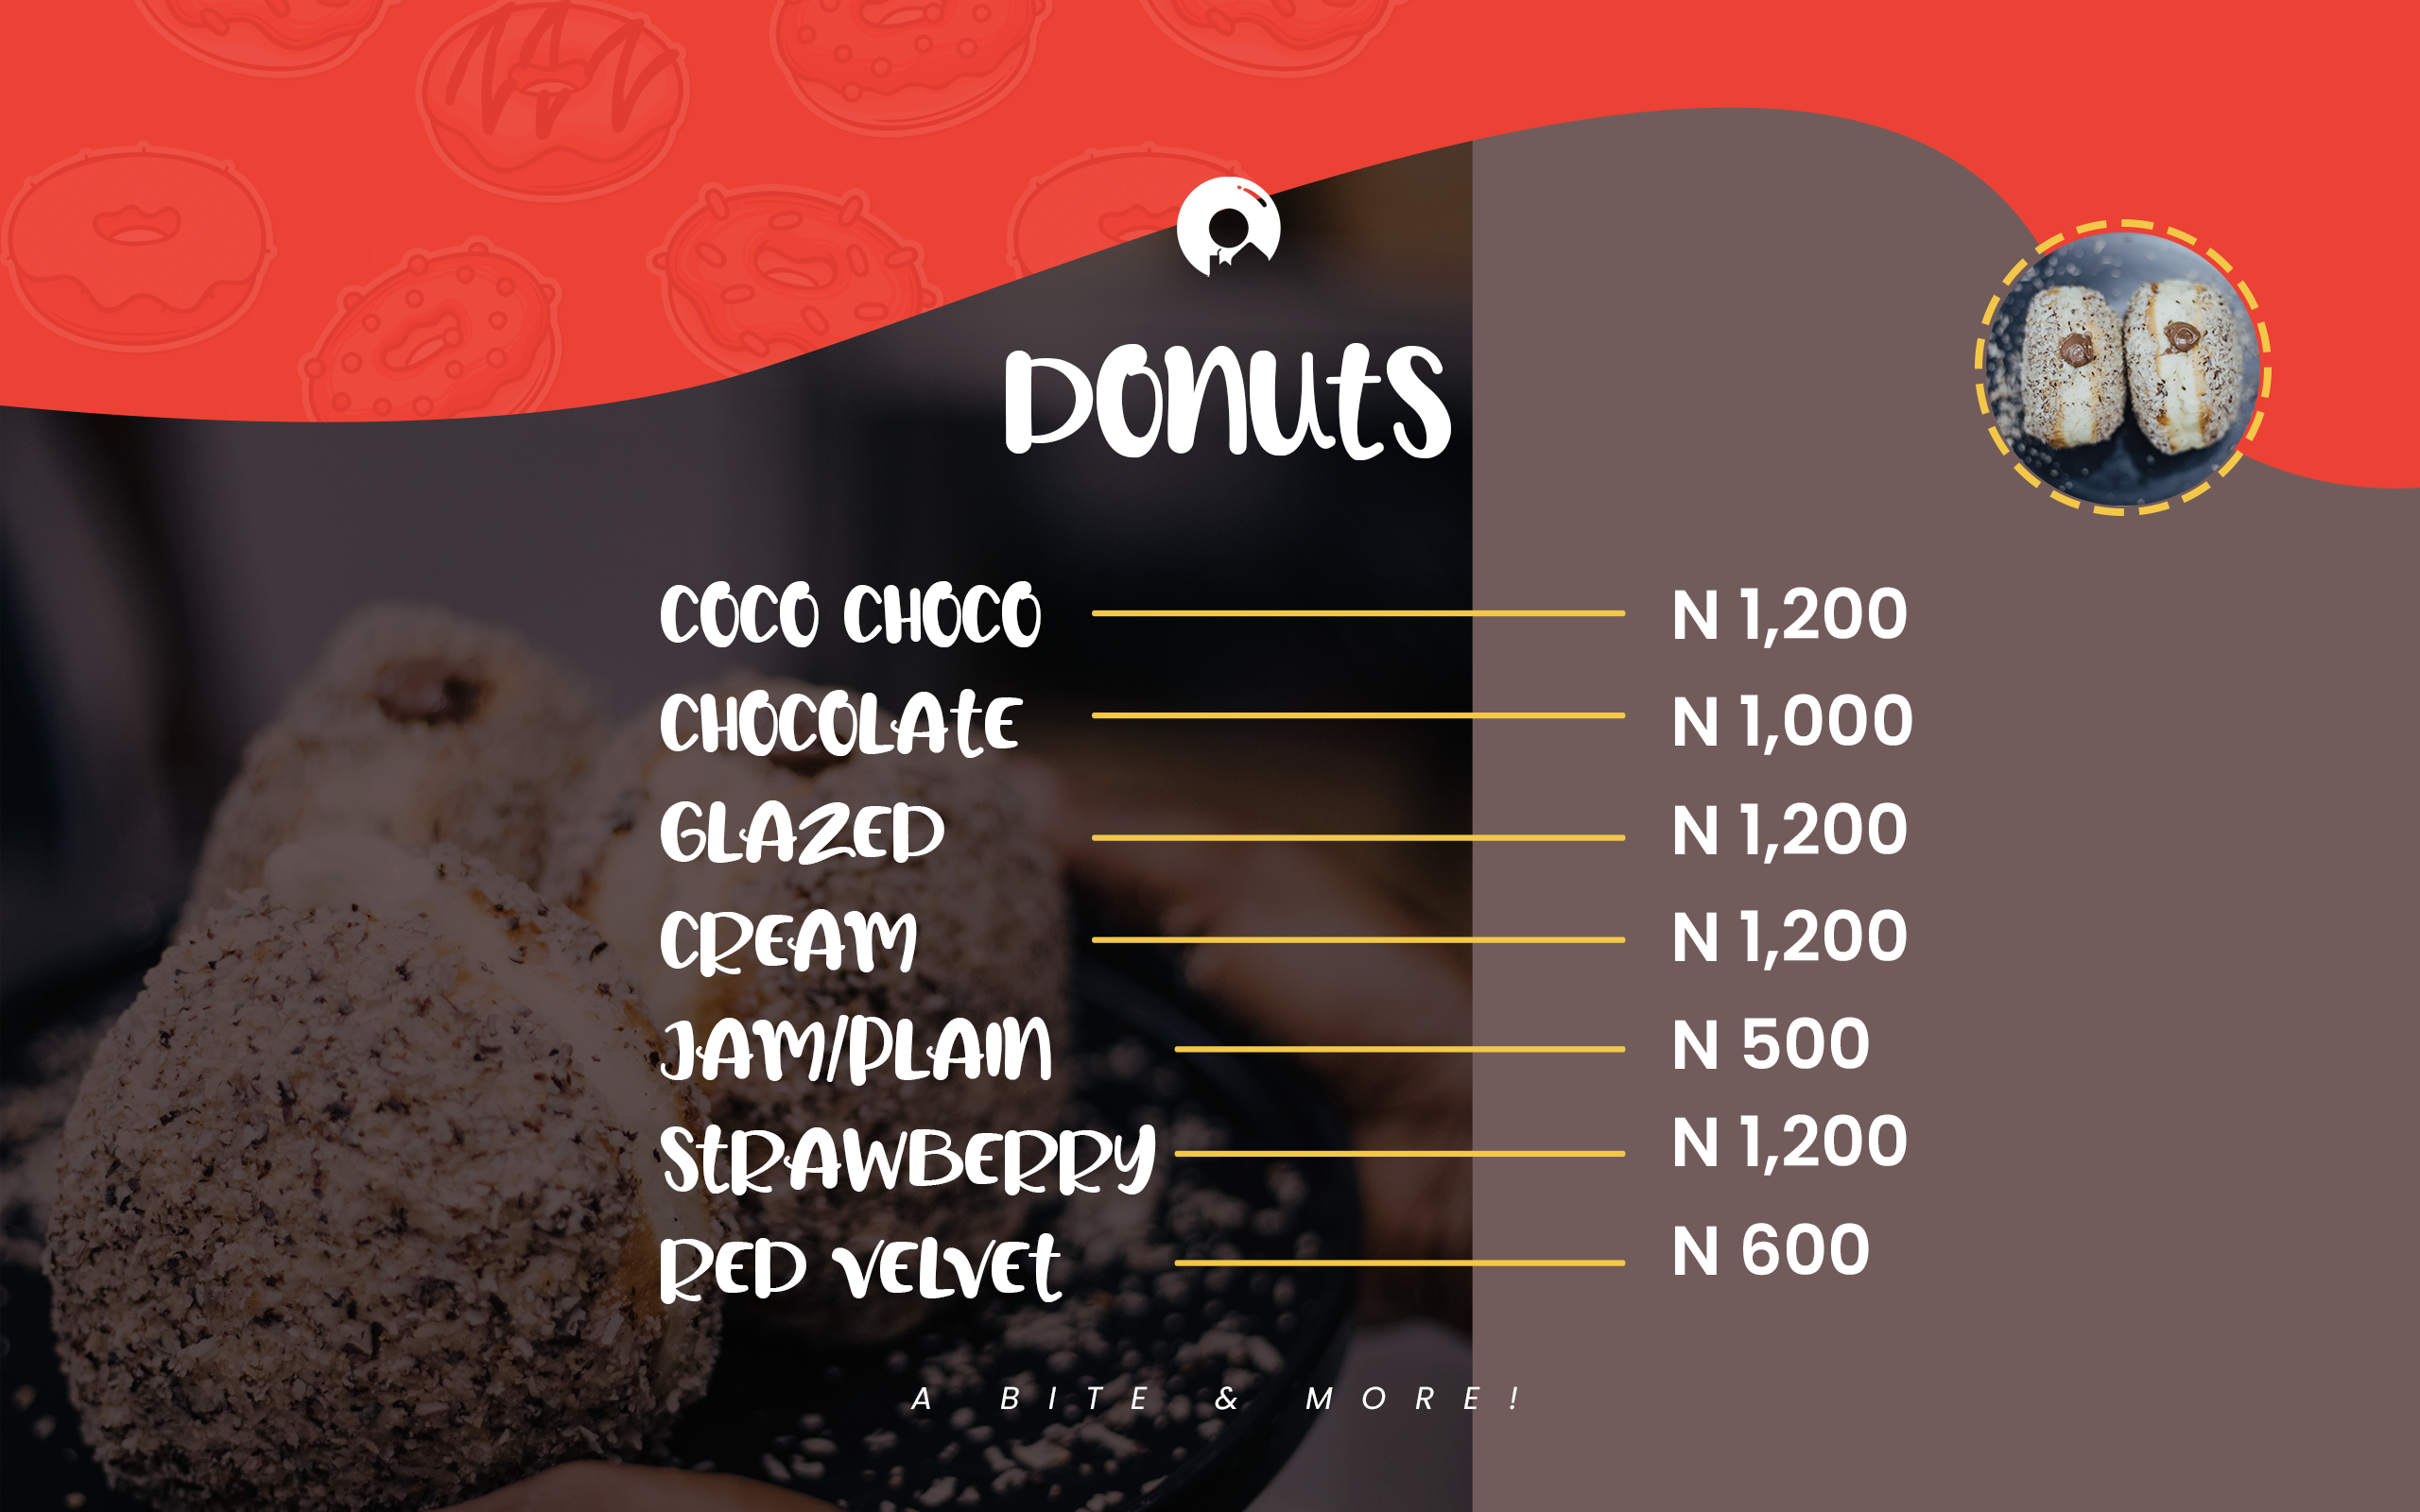 Donuts
COCO CHOCO N 1,200
CHOCOLAtE N 1,000
GLAZED N 1,200
CREAM N 1,200
JAM/PLAIN N 500
StRAWBERRY N 1,200
RED VELVEt N 600
A BITE & MORE!